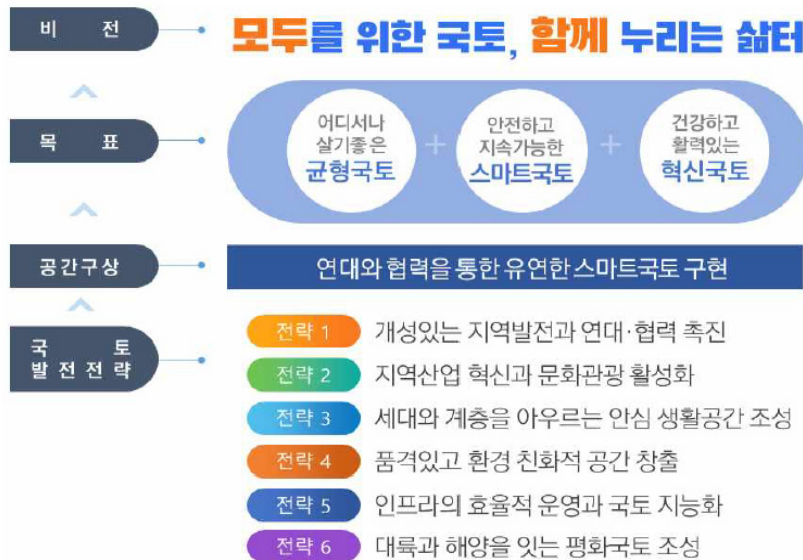 비 전
모두를 위한 국토, 함께 누리는 삶터
목 표
어디서나
살기좋은
균형국토
+
안전하고
지속가능한
스마트국토
+
건강하고
활력있는
혁신국토
공간구상
연대와 협력을 통한 유연한 스마트국토 구현
국 토
발전전략
전략 1 개성있는 지역발전과 연대·협력 촉진
전략 2 지역산업 혁신과 문화관광 활성화
전략 3 세대와 계층을 아우르는 안심 생활공간 조성
전략 4 품격있고 환경 친화적 공간 창출
전략 5 인프라의 효율적 운영과 국토 지능화
전략 6 대륙과 해양을 잇는 평화국토 조성